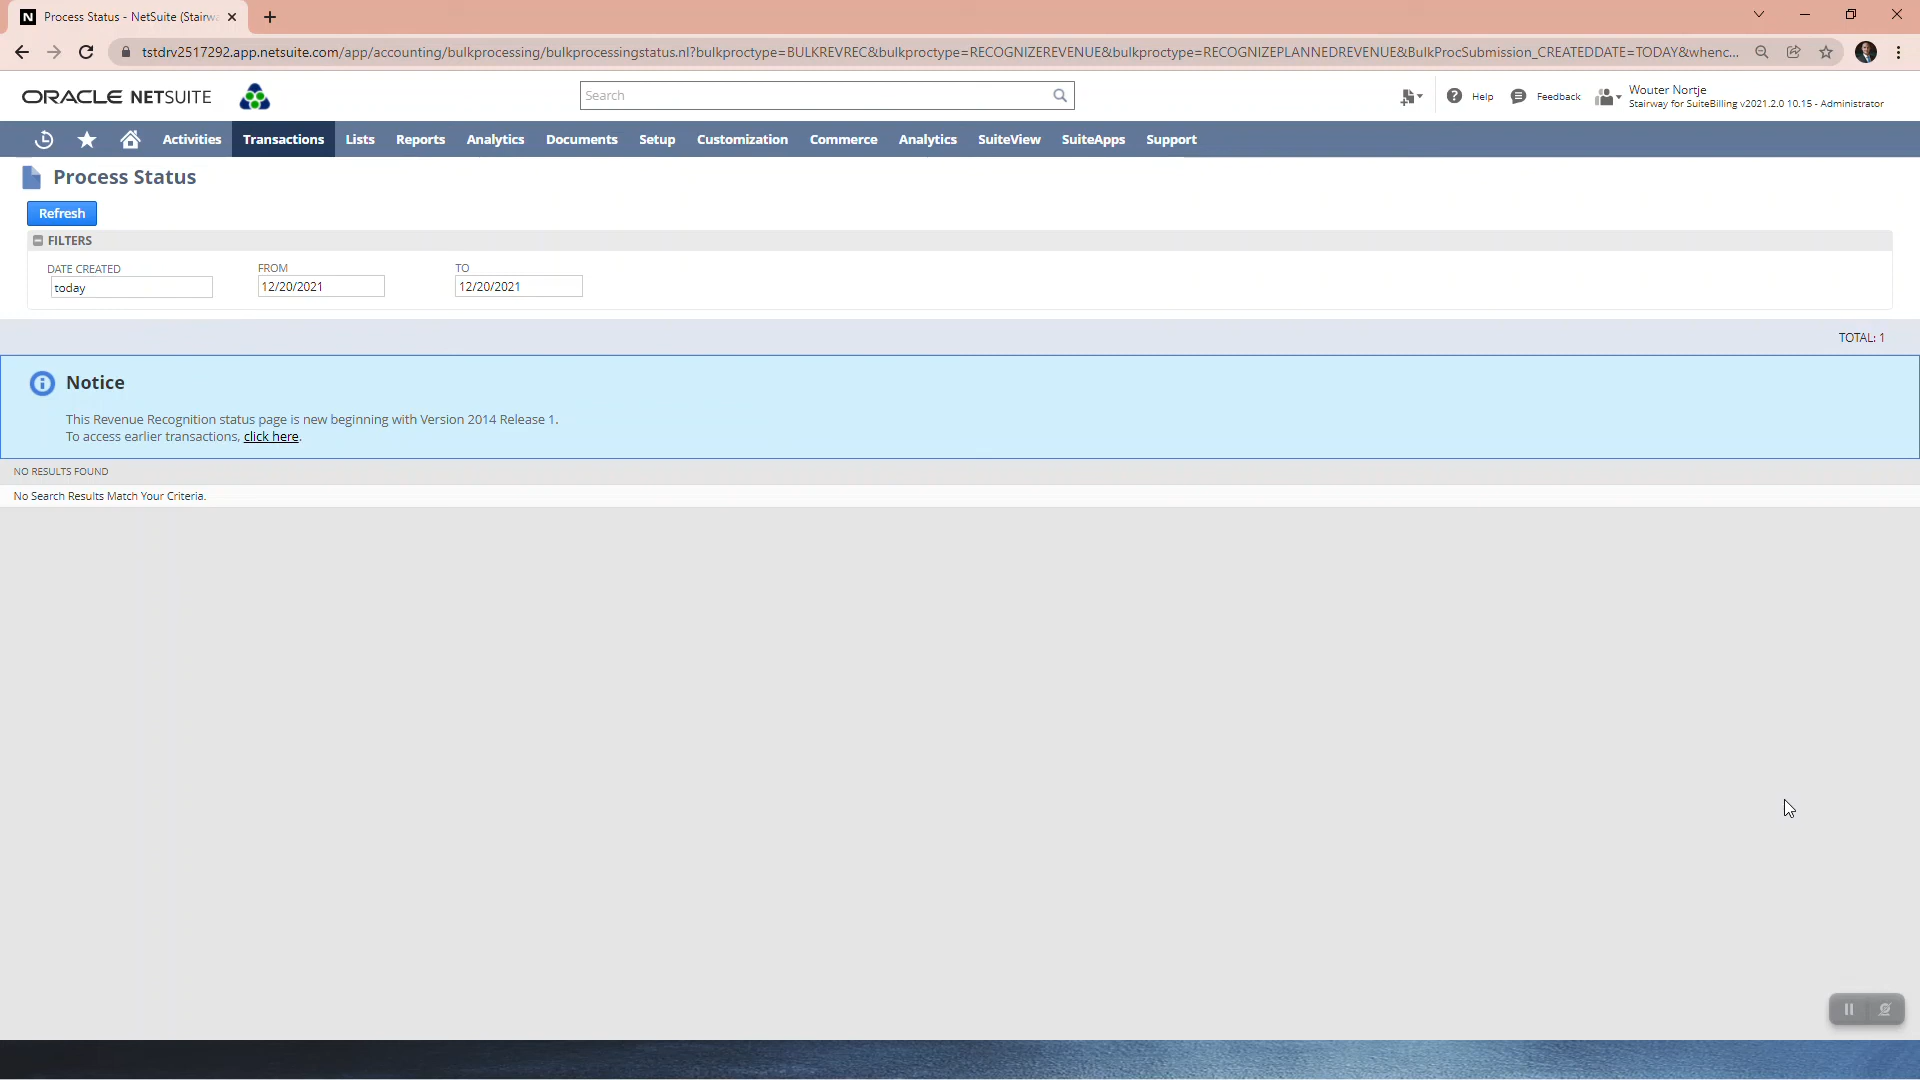 Process Status - NetSuite (Stairwa
tstdrv2517292.app.netsuite.com/app/accounting/bulkprocessing/bulkprocessingstatus.nl?bulkproctype=BULKREVREC&bulkproctype=RECOGNIZEREVENUE&bulkproctype=RECOGNIZEPLANNEDREVENUE&BulkProcSubmission_CREATEDDATE=TODAY&whenc...
ORACLE NETSUITE
Search
Help
Feedback
Wouter Nortje
Stairway for SuiteBilling v2021.2.0 10.15 - Administrator
Activities Transactions Lists Reports Analytics Documents Setup Customization Commerce Analytics SuiteView SuiteApps Support
Process Status
Refresh
FILTERS
DATE CREATED FROM TO
today 12/20/2021 12/20/2021
TOTAL: 1
Notice
This Revenue Recognition status page is new beginning with Version 2014 Release 1.
To access earlier transactions, click here.
NO RESULTS FOUND
No Search Results Match Your Criteria.